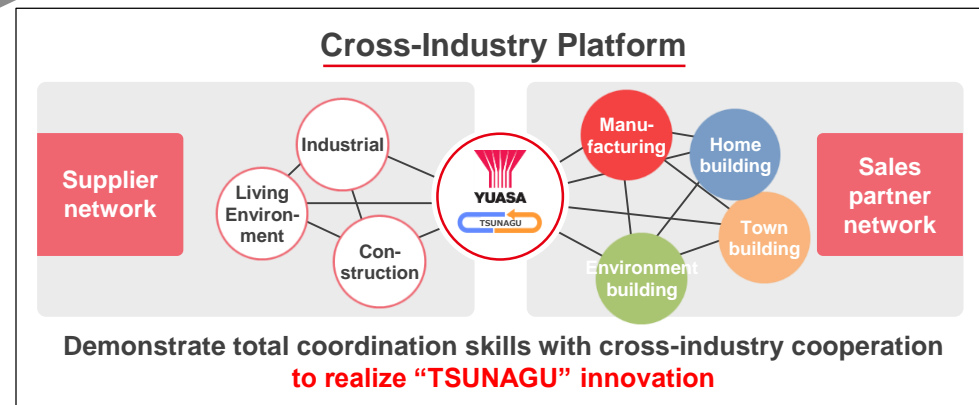 Cross-Industry Platform
Supplier
network
Industrial
Living
Environ-
ment
Con-
struction
YUASA
TSUNAGU
Manu-
facturing
Home
building
Town
building
Environment
building
Sales
partner
network
Demonstrate total coordination skills with cross-industry cooperation
to realize “TSUNAGU” innovation